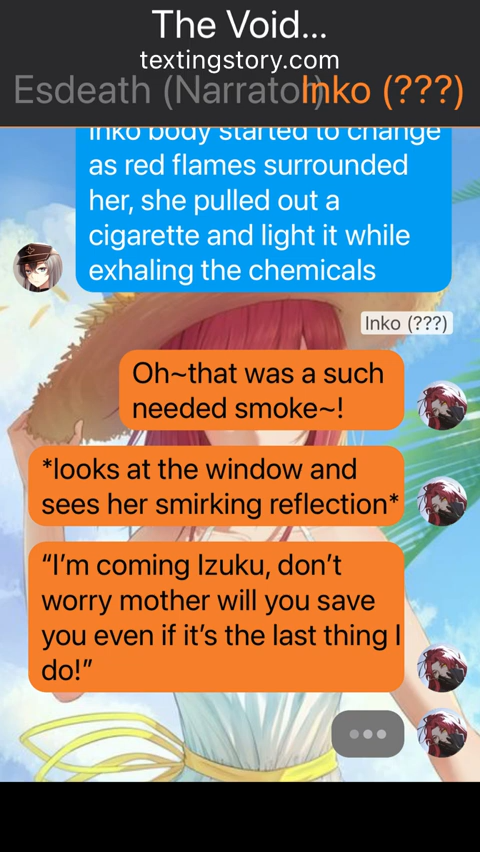 The Void...
textingstory.com
Esdeath (Narrator)
Inko (???)
Inko body started to change
as red flames surrounded
her, she pulled out a
cigarette and light it while
exhaling the chemicals
Inko (???)
Oh~that was a such
needed smoke~!
*looks at the window and
sees her smirking reflection*
“I’m coming Izuku, don’t
worry mother will you save
you even if it’s the last thing I
do!”